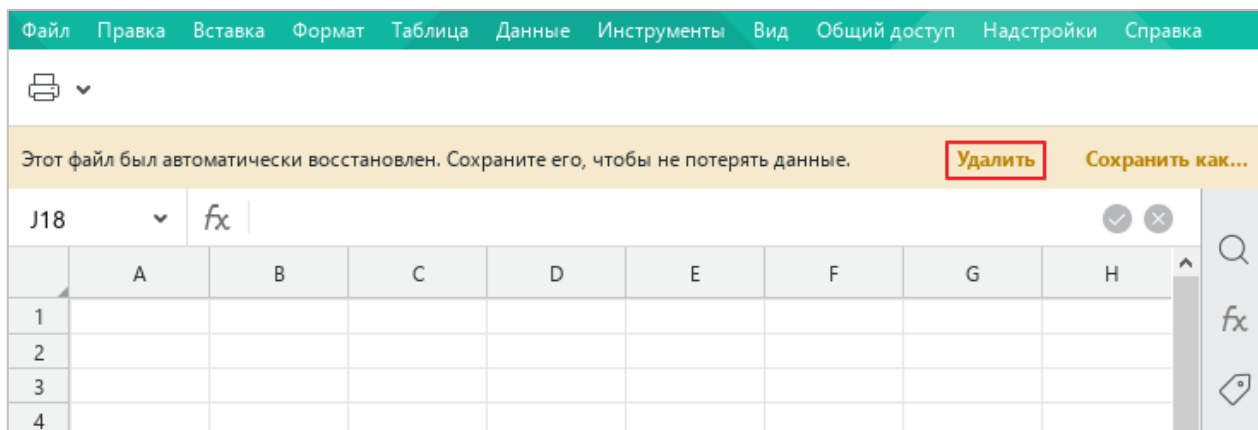 Файл Правка Вставка Формат Таблица Данные Инструменты Вид Общий доступ Надстройки Справка
Этот файл был автоматически восстановлен. Сохраните его, чтобы не потерять данные. Удалить Сохранить как...
J18 fx
A B C D E F G H
1
fx
2
3
4